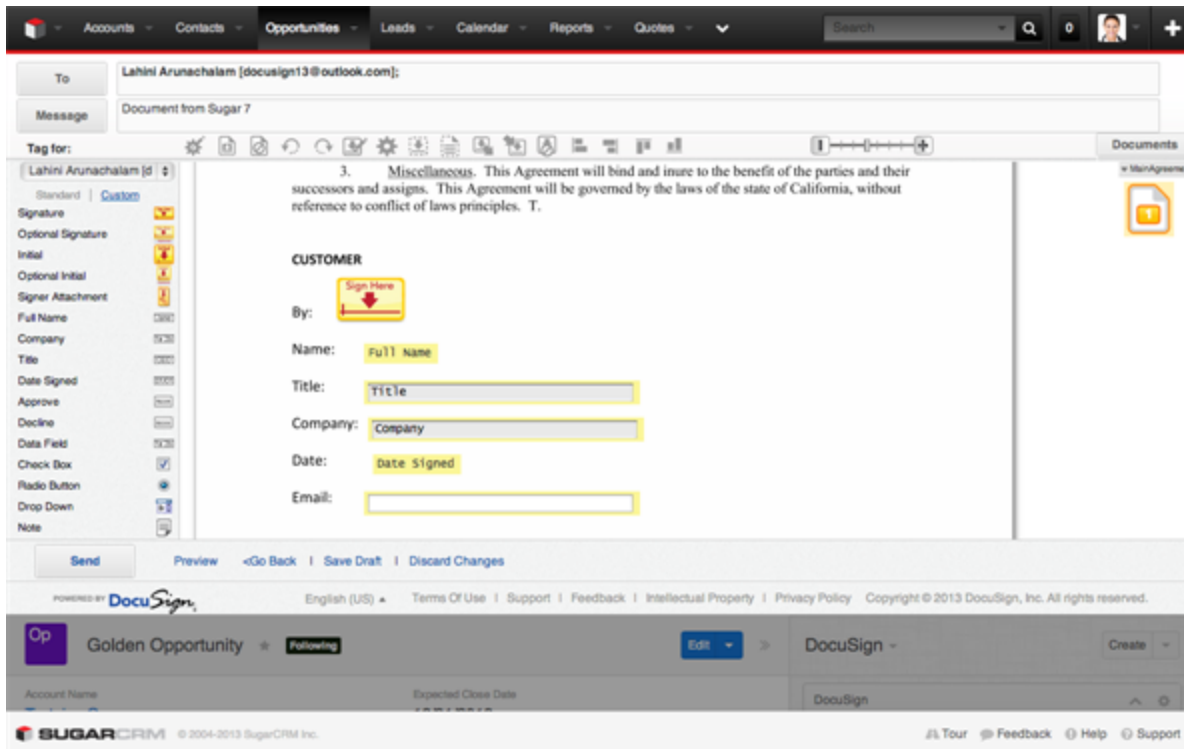 Accounts Contacts Opportunities Leads Calendar Reports Quotes Search 0
To Lahini Arunachalam [docusign13@outlook.com];
Message Document from Sugar 7
Tag for: Documents
Lahini Arunachalam [d
MainAgreeme
Standard | Custom
Signature
Optional Signature
Initial
Optional Initial
Signer Attachment
Full Name
Company
Title
Date Signed
Approve
Decline
Data Field
Check Box
Radio Button
Drop Down
Note
3. Miscellaneous. This Agreement will bind and inure to the benefit of the parties and their
successors and assigns. This Agreement will be governed by the laws of the state of California, without
reference to conflict of laws principles. T.
CUSTOMER
Sign Here
By:
Name: Full Name
Title: Title
Company: Company
Date: Date Signed
Email:
1
Send Preview <Go Back | Save Draft | Discard Changes
POWERED BY DocuSign English (US) Terms Of Use | Support | Feedback | Intellectual Property | Privacy Policy Copyright © 2013 DocuSign, Inc. All rights reserved.
Op Golden Opportunity Following Edit DocuSign Create
Account Name Expected Close Date DocuSign
SUGARCRM © 2004-2013 SugarCRM Inc. Tour Feedback Help Support